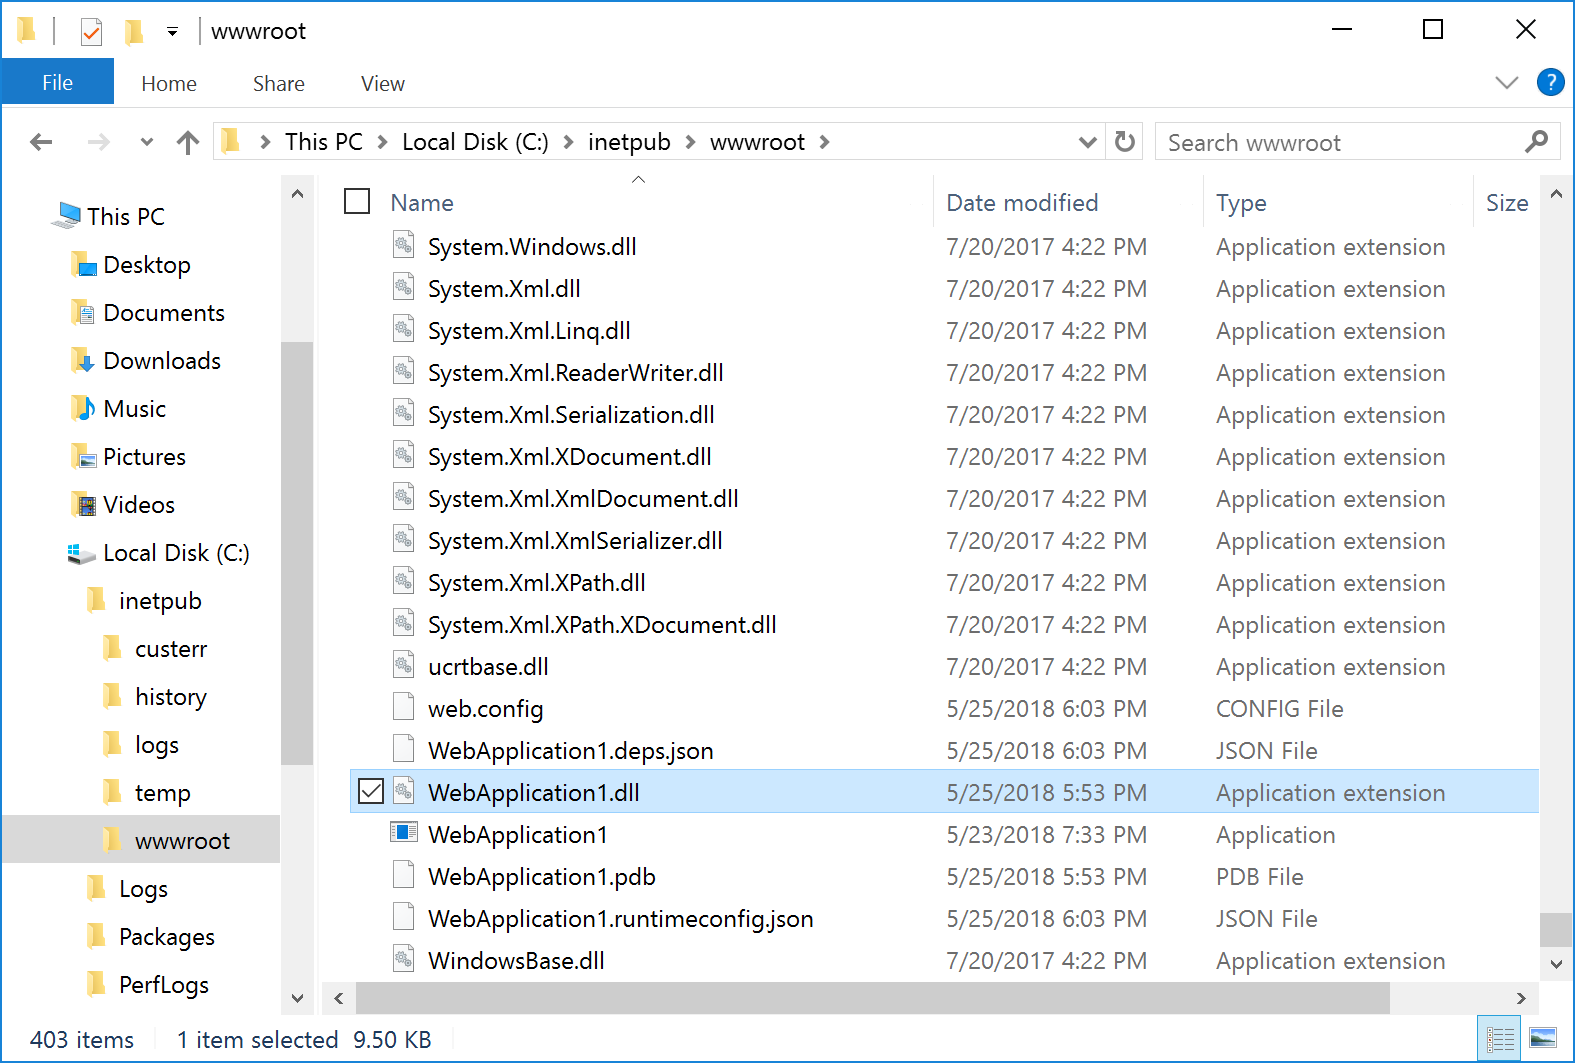 wwwroot
File Home Share View
?
This PC Local Disk (C:) inetpub wwwroot
Search wwwroot
This PC
Desktop
Documents
Downloads
Music
Pictures
Videos
Local Disk (C:)
inetpub
custerr
history
logs
temp
wwwroot
Logs
Packages
PerfLogs
Name Date modified Type Size
System.Windows.dll 7/20/2017 4:22 PM Application extension
System.Xml.dll 7/20/2017 4:22 PM Application extension
System.Xml.Linq.dll 7/20/2017 4:22 PM Application extension
System.Xml.ReaderWriter.dll 7/20/2017 4:22 PM Application extension
System.Xml.Serialization.dll 7/20/2017 4:22 PM Application extension
System.Xml.XDocument.dll 7/20/2017 4:22 PM Application extension
System.Xml.XmlDocument.dll 7/20/2017 4:22 PM Application extension
System.Xml.XmlSerializer.dll 7/20/2017 4:22 PM Application extension
System.Xml.XPath.dll 7/20/2017 4:22 PM Application extension
System.Xml.XPath.XDocument.dll 7/20/2017 4:22 PM Application extension
ucrtbase.dll 7/20/2017 4:22 PM Application extension
web.config 5/25/2018 6:03 PM CONFIG File
WebApplication1.deps.json 5/25/2018 6:03 PM JSON File
WebApplication1.dll 5/25/2018 5:53 PM Application extension
WebApplication1 5/23/2018 7:33 PM Application
WebApplication1.pdb 5/25/2018 5:53 PM PDB File
WebApplication1.runtimeconfig.json 5/25/2018 6:03 PM JSON File
WindowsBase.dll 7/20/2017 4:22 PM Application extension
403 items 1 item selected 9.50 KB